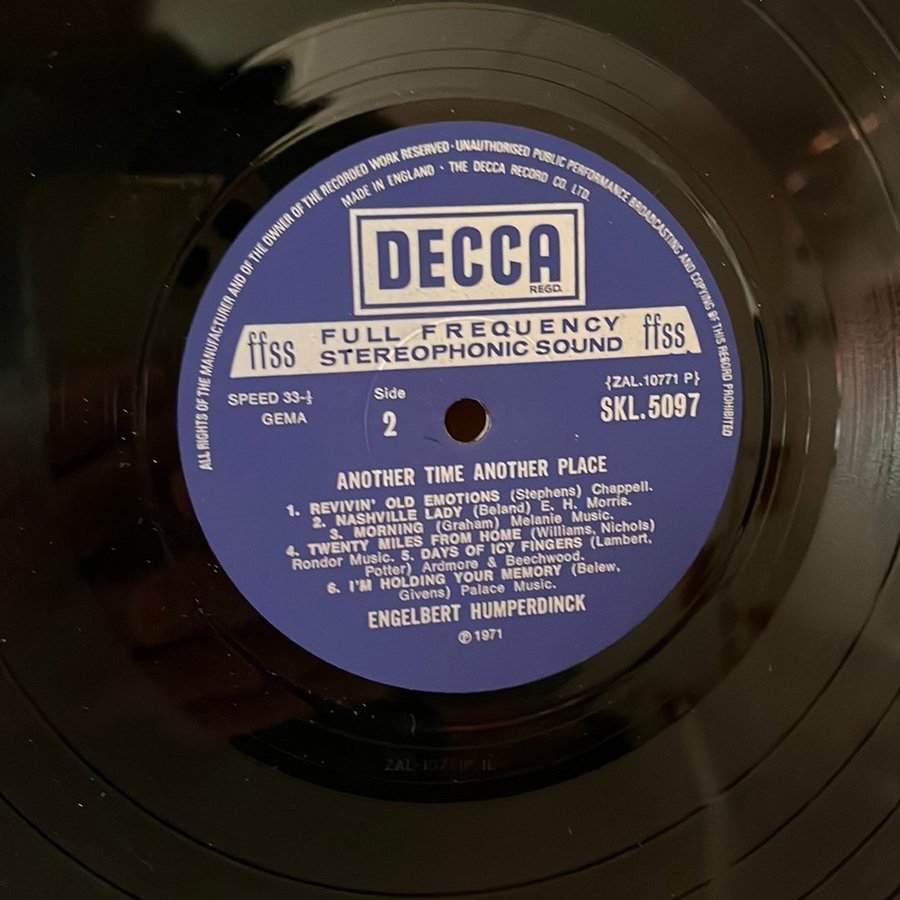 ALL RIGHTS OF THE MANUFACTURER AND OF THE OWNER OF THE RECORDED WORK RESERVED · UNAUTHORISED PUBLIC PERFORMANCE BROADCASTING AND COPYING OF THIS RECORD PROHIBITED
MADE IN ENGLAND · THE DECCA RECORD CO. LTD.
DECCA
REGD.
ffss FULL FREQUENCY STEREOPHONIC SOUND ffss
SPEED 33-⅓
GEMA
Side
2
{ZAL.10771 P}
SKL.5097
ANOTHER TIME ANOTHER PLACE
1. REVIVIN' OLD EMOTIONS (Stephens) Chappell.
2. NASHVILLE LADY (Beland) E. H. Morris.
3. MORNING (Graham) Melanie Music.
4. TWENTY MILES FROM HOME (Williams, Nichols)
Rondor Music. 5. DAYS OF ICY FINGERS (Lambert,
Potter) Ardmore & Beechwood.
6. I'M HOLDING YOUR MEMORY (Belew,
Givens) Palace Music.
ENGELBERT HUMPERDINCK
℗ 1971